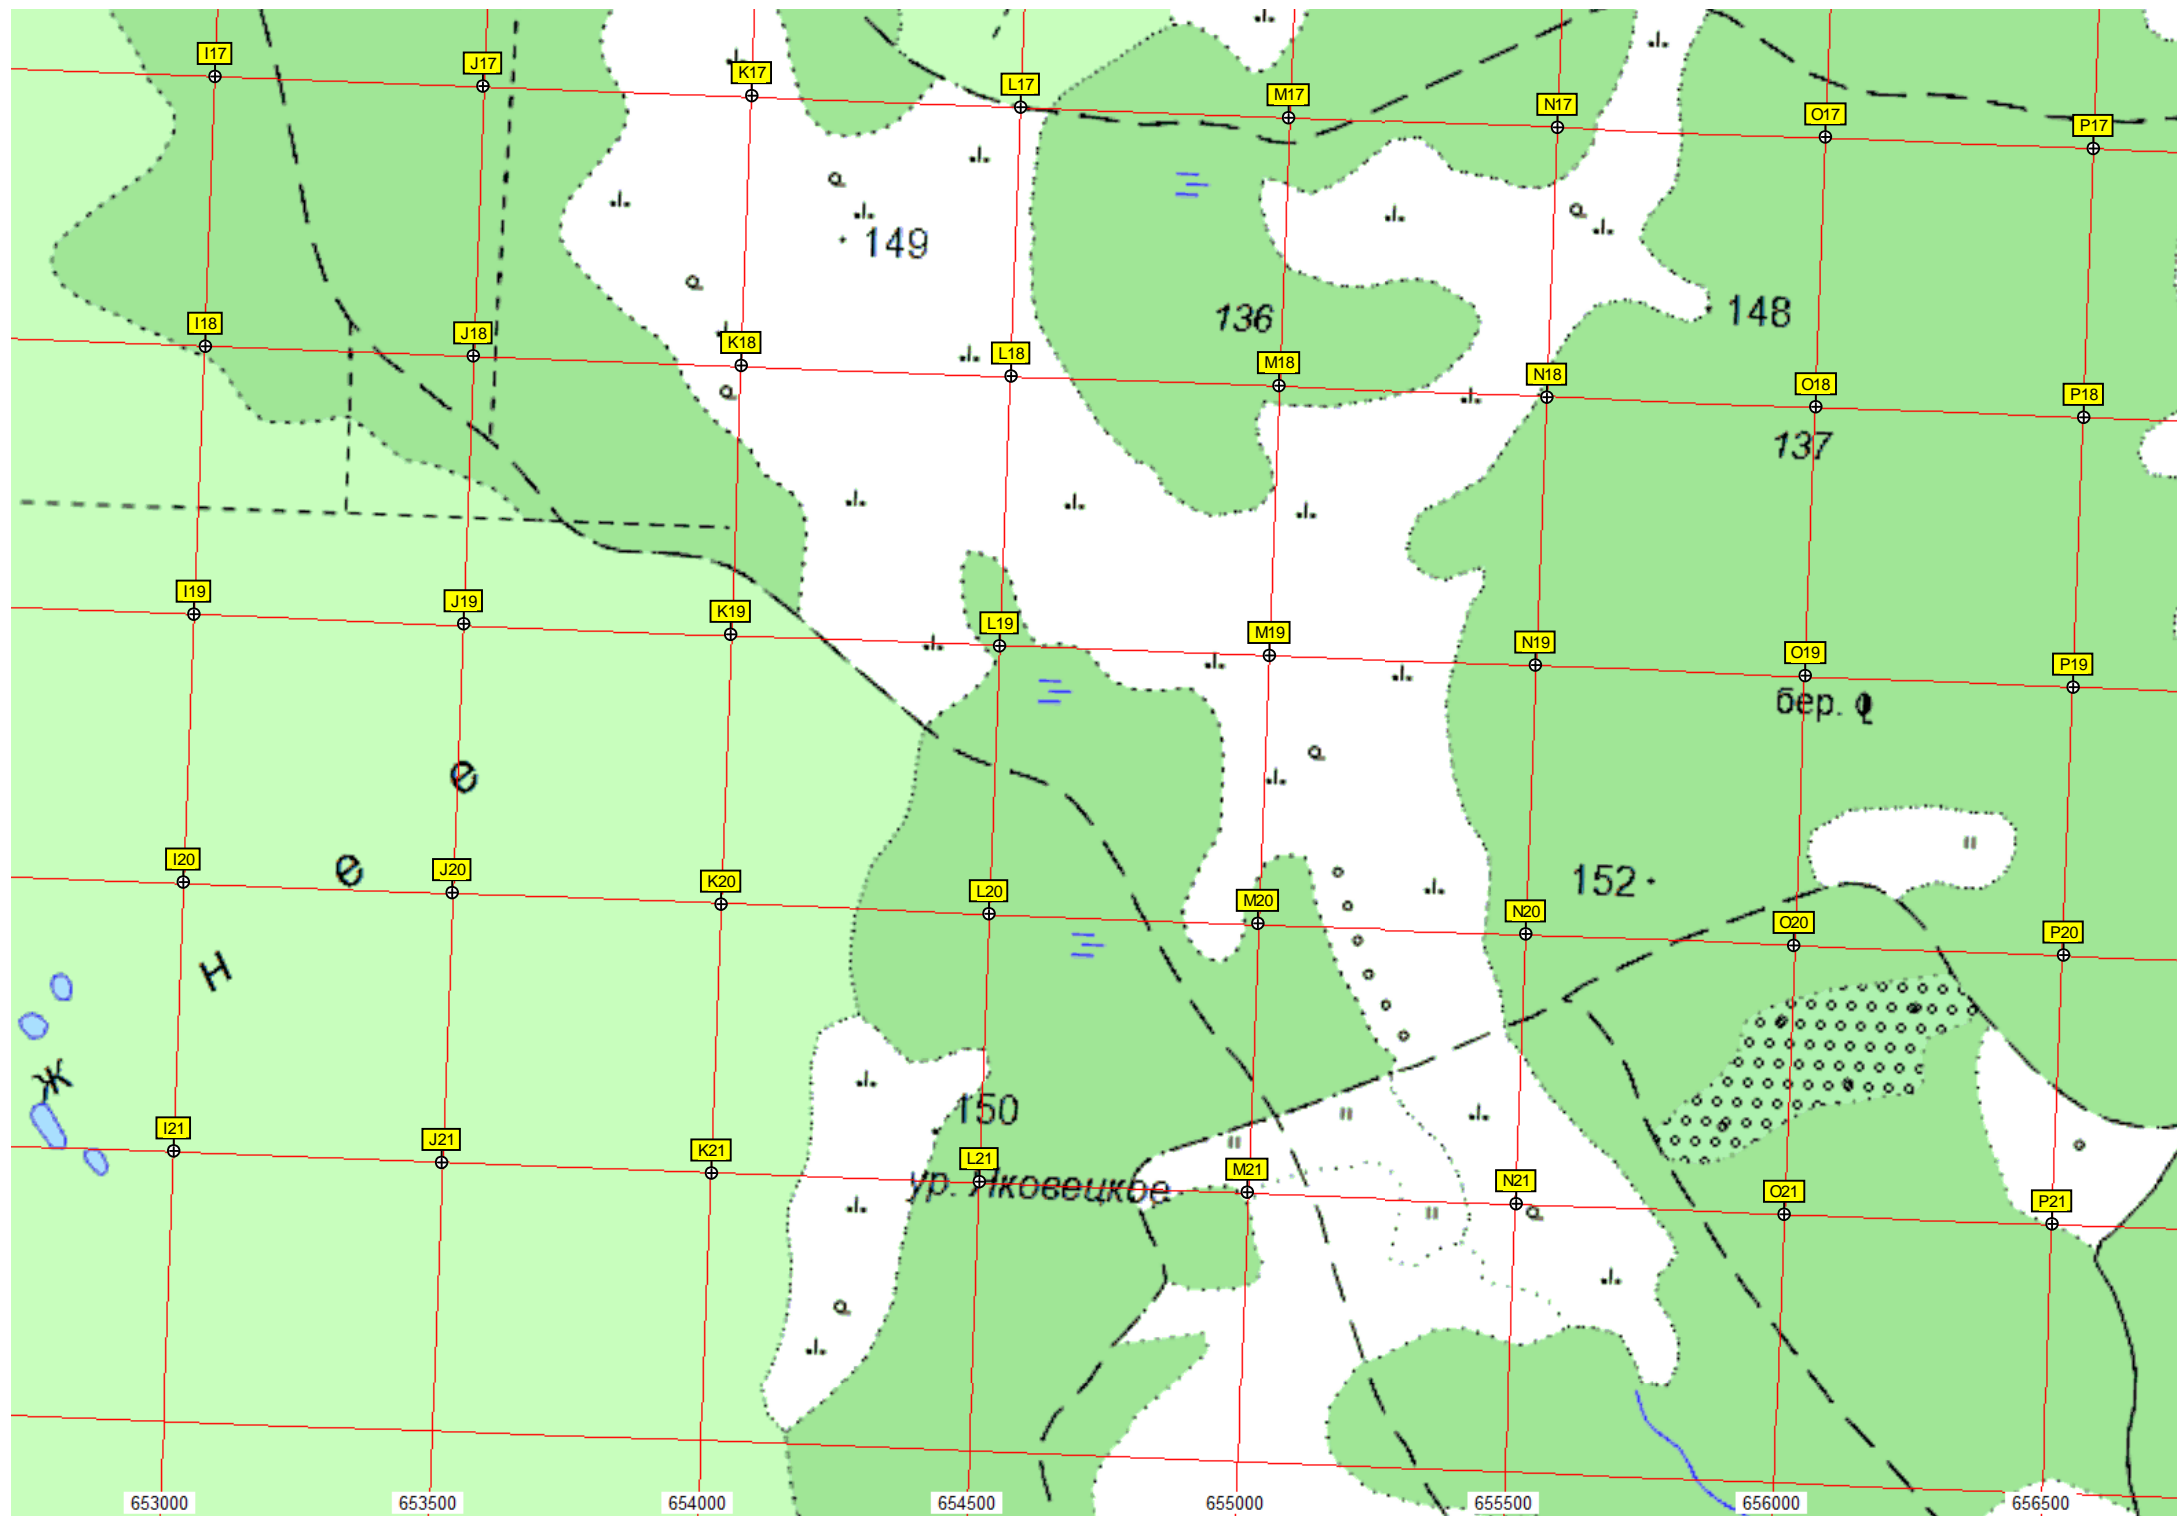 I17 J17 K17 L17 M17 N17 O17 P17
149
136
148
I18 J18 K18 L18 M18 N18 O18 P18
137
I19 J19 K19 L19 M19 N19 O19 P19
бер.
е
е
152
I20 J20 K20 L20 M20 N20 O20 P20
н
ж
150
I21 J21 K21 L21 M21 N21 O21 P21
ур. Яковецкое
653000 653500 654000 654500 655000 655500 656000 656500